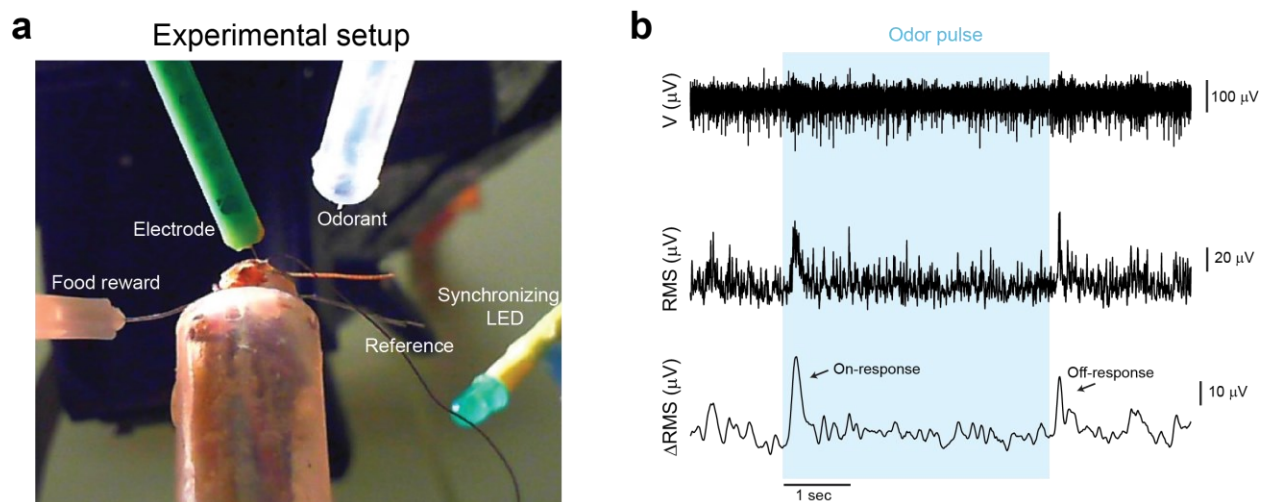 a
Experimental setup
Electrode
Odorant
Food reward
Synchronizing
LED
Reference
b
Odor pulse
V (μV)
100 μV
RMS (μV)
20 μV
ΔRMS (μV)
On-response
Off-response
10 μV
1 sec